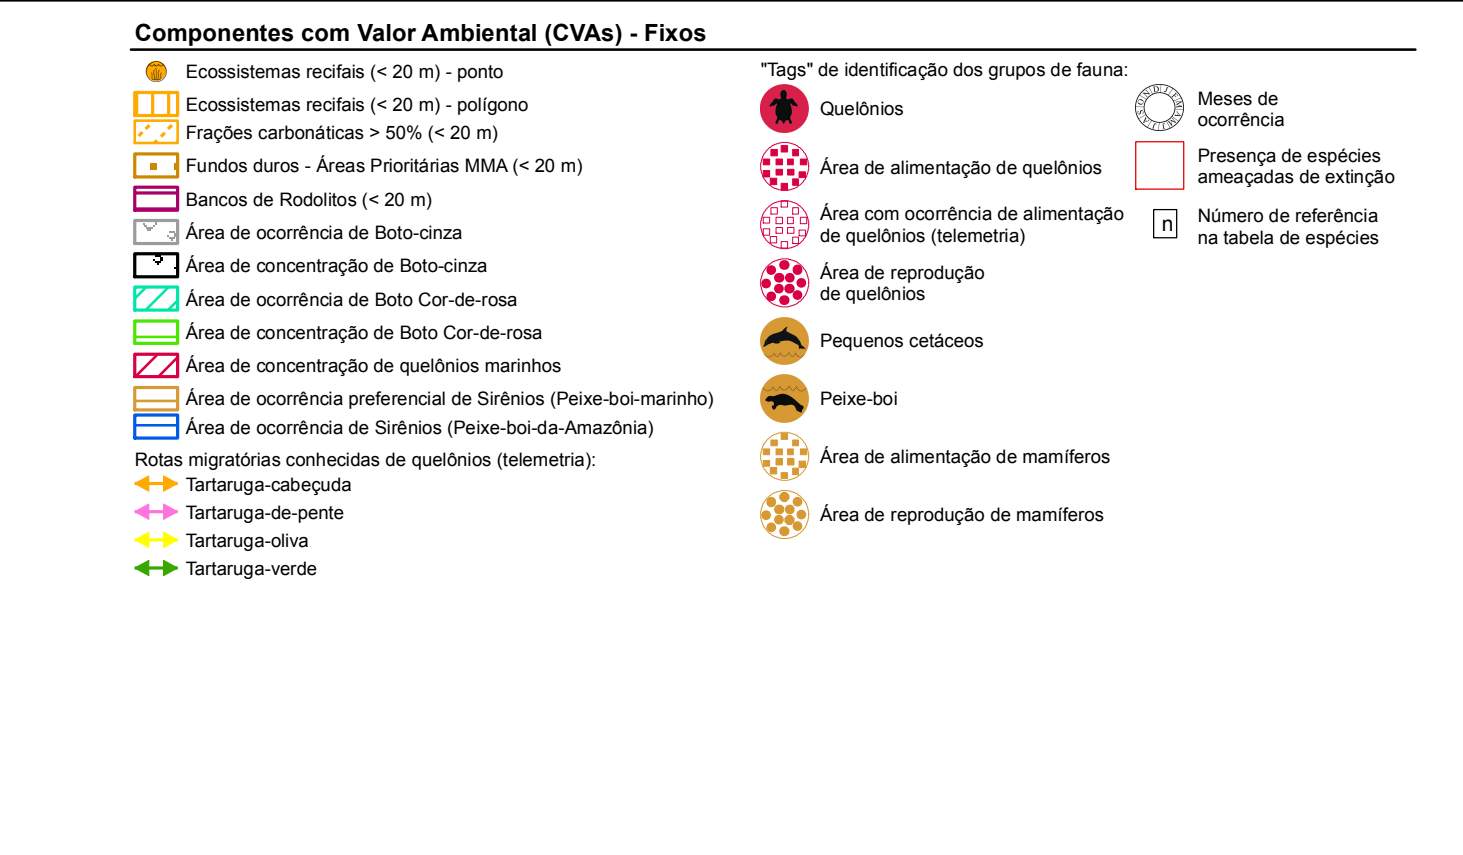 Componentes com Valor Ambiental (CVAs) - Fixos
Ecossistemas recifais (< 20 m) - ponto
Ecossistemas recifais (< 20 m) - polígono
Frações carbonáticas > 50% (< 20 m)
Fundos duros - Áreas Prioritárias MMA (< 20 m)
Bancos de Rodolitos (< 20 m)
Área de ocorrência de Boto-cinza
Área de concentração de Boto-cinza
Área de ocorrência de Boto Cor-de-rosa
Área de concentração de Boto Cor-de-rosa
Área de concentração de quelônios marinhos
Área de ocorrência preferencial de Sirênios (Peixe-boi-marinho)
Área de ocorrência de Sirênios (Peixe-boi-da-Amazônia)
Rotas migratórias conhecidas de quelônios (telemetria):
Tartaruga-cabeçuda
Tartaruga-de-pente
Tartaruga-oliva
Tartaruga-verde
"Tags" de identificação dos grupos de fauna:
Quelônios
Área de alimentação de quelônios
Área com ocorrência de alimentação
de quelônios (telemetria)
Área de reprodução
de quelônios
Pequenos cetáceos
Peixe-boi
Área de alimentação de mamíferos
Área de reprodução de mamíferos
J F M A M J J A S O N D
Meses de
ocorrência
Presença de espécies
ameaçadas de extinção
n
Número de referência
na tabela de espécies